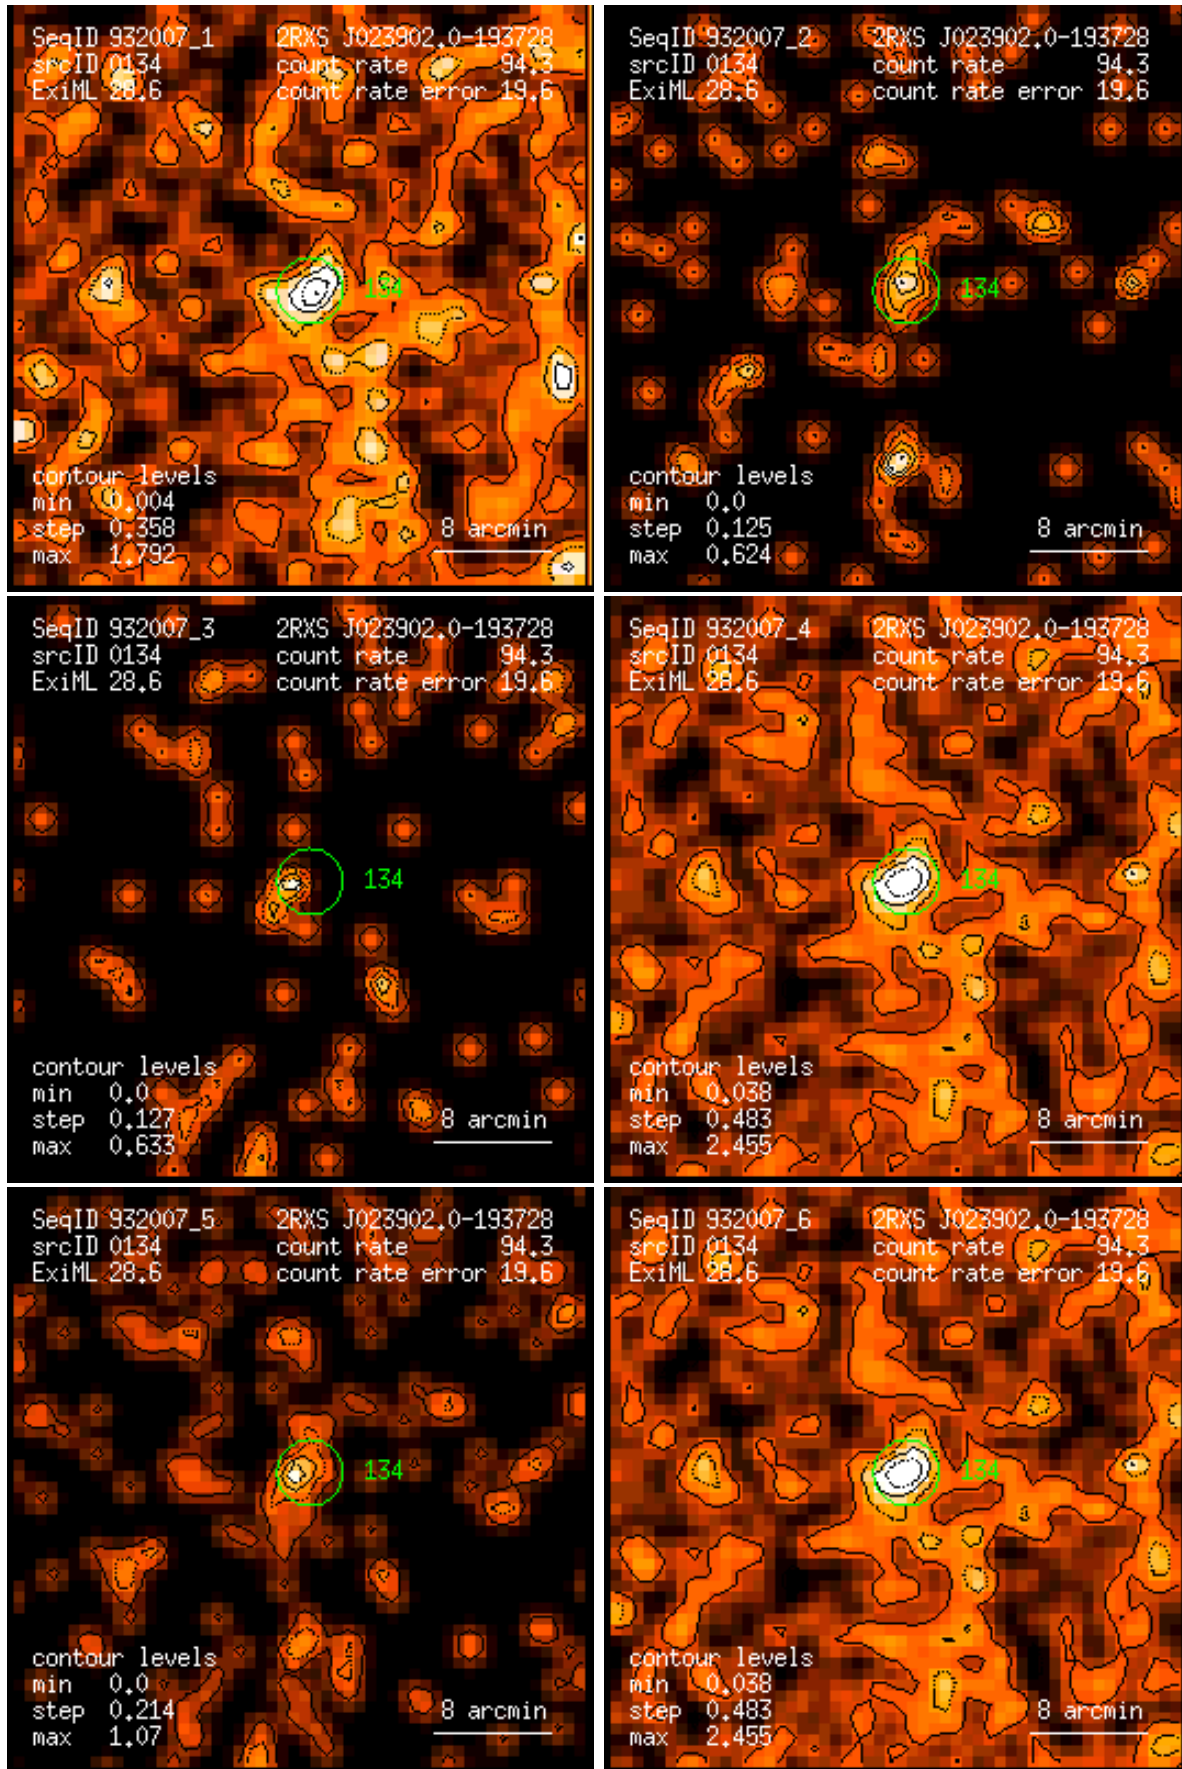 SeqID 932007_1 2RXS J023902.0-193728
srcID 0134 count rate 94.3
ExiML 28.6 count rate error 19.6
134
contour levels
min 0.004
step 0.358 8 arcmin
max 1.792
SeqID 932007_2 2RXS J023902.0-193728
srcID 0134 count rate 94.3
ExiML 28.6 count rate error 19.6
134
contour levels
min 0.0
step 0.125 8 arcmin
max 0.624
SeqID 932007_3 2RXS J023902.0-193728
srcID 0134 count rate 94.3
ExiML 28.6 count rate error 19.6
134
contour levels
min 0.0
step 0.127 8 arcmin
max 0.633
SeqID 932007_4 2RXS J023902.0-193728
srcID 0134 count rate 94.3
ExiML 28.6 count rate error 19.6
134
contour levels
min 0.038
step 0.483 8 arcmin
max 2.455
SeqID 932007_5 2RXS J023902.0-193728
srcID 0134 count rate 94.3
ExiML 28.6 count rate error 19.6
134
contour levels
min 0.0
step 0.214 8 arcmin
max 1.07
SeqID 932007_6 2RXS J023902.0-193728
srcID 0134 count rate 94.3
ExiML 28.6 count rate error 19.6
134
contour levels
min 0.038
step 0.483 8 arcmin
max 2.455